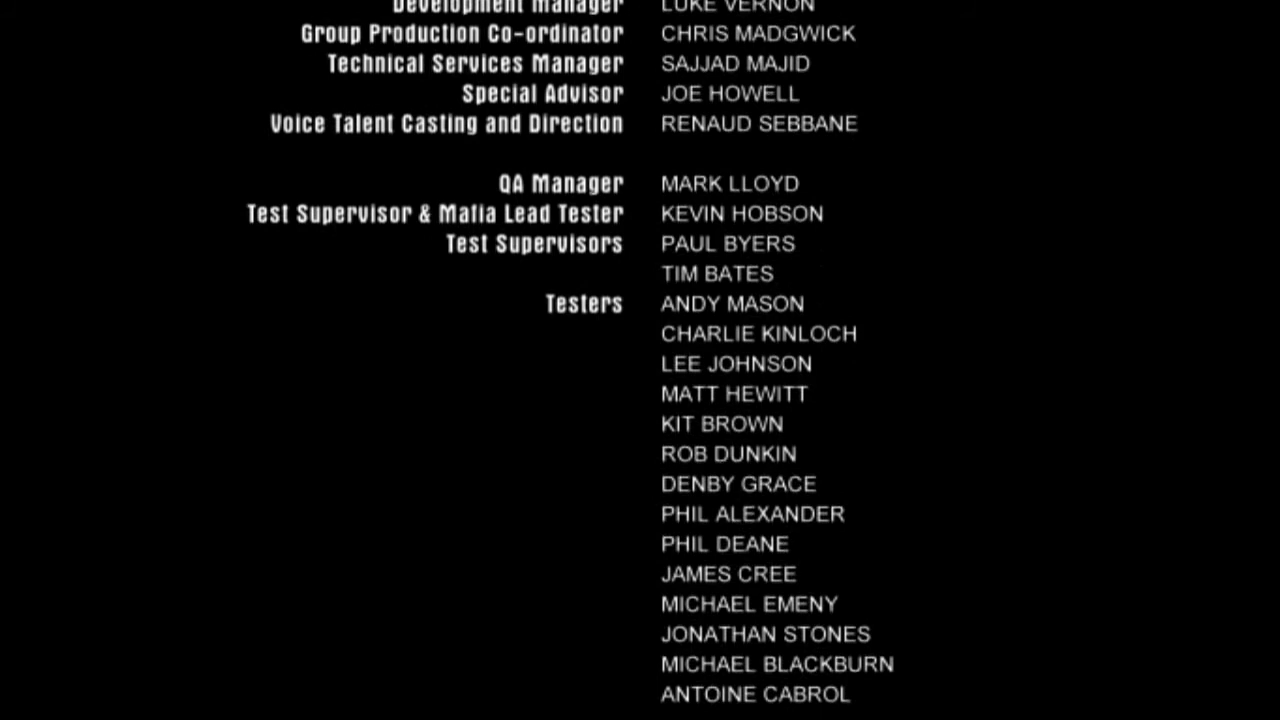 Development Manager LUKE VERNON
Group Production Co-ordinator CHRIS MADGWICK
Technical Services Manager SAJJAD MAJID
Special Advisor JOE HOWELL
Voice Talent Casting and Direction RENAUD SEBBANE
QA Manager MARK LLOYD
Test Supervisor & Mafia Lead Tester KEVIN HOBSON
Test Supervisors PAUL BYERS
TIM BATES
Testers ANDY MASON
CHARLIE KINLOCH
LEE JOHNSON
MATT HEWITT
KIT BROWN
ROB DUNKIN
DENBY GRACE
PHIL ALEXANDER
PHIL DEANE
JAMES CREE
MICHAEL EMENY
JONATHAN STONES
MICHAEL BLACKBURN
ANTOINE CABROL